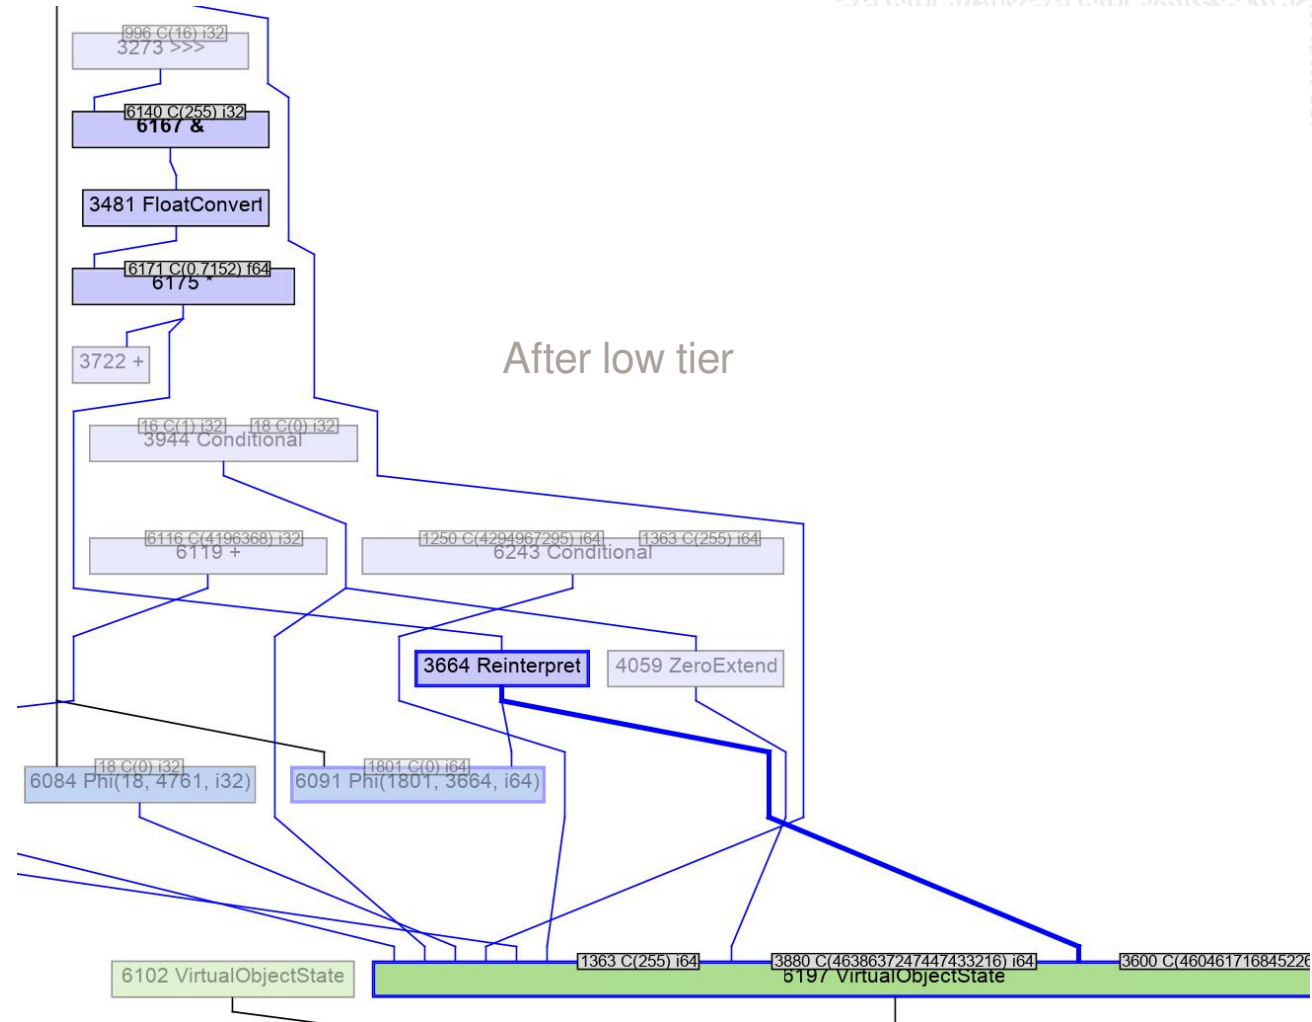 996 C(16) i32
3273 >>>
6140 C(255) i32
6167 &
3481 FloatConvert
6171 C(0.7152) f64
6175 *
3722 +
After low tier
16 C(1) i32 18 C(0) i32
3944 Conditional
6116 C(4196368) i32
6119 +
1250 C(4294967295) i64 1363 C(255) i64
6243 Conditional
3664 Reinterpret
4059 ZeroExtend
18 C(0) i32
6084 Phi(18, 4761, i32)
1801 C(0) i64
6091 Phi(1801, 3664, i64)
6102 VirtualObjectState
1363 C(255) i64 3880 C(4638637247447433216) i64 3600 C(460461716845226
6197 VirtualObjectState